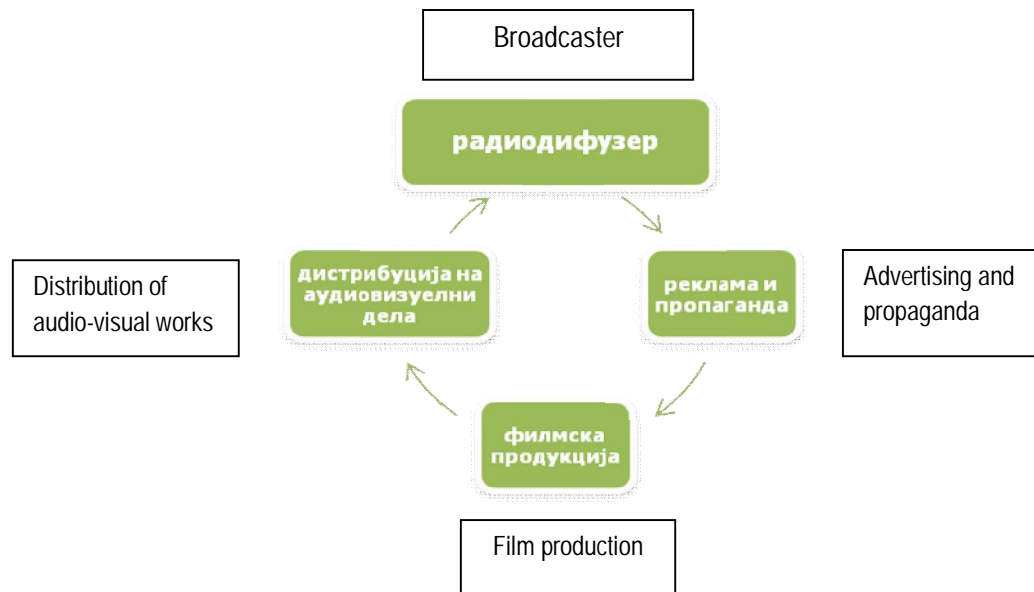 Broadcaster
радиодифузер
Distribution of
audio-visual works
дистрибуција на
аудиовизуелни
дела
реклама и
пропаганда
Advertising and
propaganda
филмска
продукција
Film production